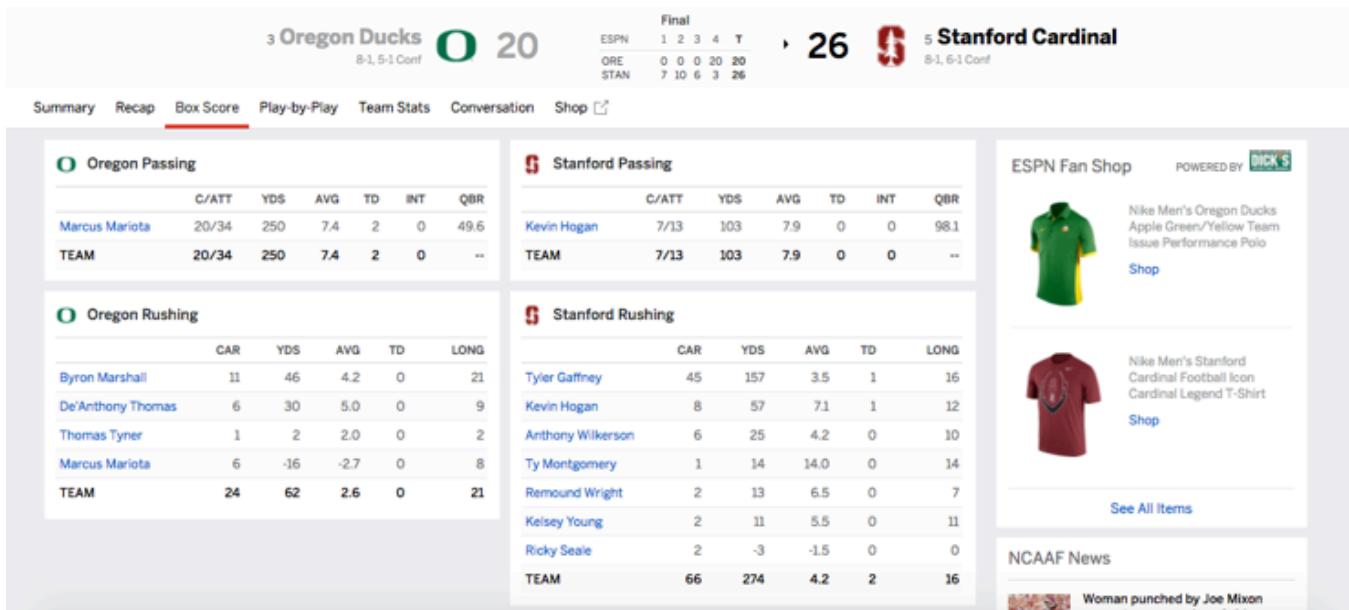 3 Oregon Ducks
8-1, 5-1 Conf
20
Final
ESPN 1 2 3 4 T
ORE 0 0 0 20 20
STAN 7 10 6 3 26
26
5 Stanford Cardinal
8-1, 6-1 Conf
Summary Recap Box Score Play-by-Play Team Stats Conversation Shop
Oregon Passing
C/ATT YDS AVG TD INT QBR
Marcus Mariota 20/34 250 7.4 2 0 49.6
TEAM 20/34 250 7.4 2 0 --
Stanford Passing
C/ATT YDS AVG TD INT QBR
Kevin Hogan 7/13 103 7.9 0 0 98.1
TEAM 7/13 103 7.9 0 0 --
Oregon Rushing
CAR YDS AVG TD LONG
Byron Marshall 11 46 4.2 0 21
De'Anthony Thomas 6 30 5.0 0 9
Thomas Tyner 1 2 2.0 0 2
Marcus Mariota 6 -16 -2.7 0 8
TEAM 24 62 2.6 0 21
Stanford Rushing
CAR YDS AVG TD LONG
Tyler Gaffney 45 157 3.5 1 16
Kevin Hogan 8 57 7.1 1 12
Anthony Wilkerson 6 25 4.2 0 10
Ty Montgomery 1 14 14.0 0 14
Remound Wright 2 13 6.5 0 7
Kelsey Young 2 11 5.5 0 11
Ricky Seale 2 -3 -1.5 0 0
TEAM 66 274 4.2 2 16
ESPN Fan Shop POWERED BY DICK'S
Nike Men's Oregon Ducks
Apple Green/Yellow Team
Issue Performance Polo
Shop
Nike Men's Stanford
Cardinal Football Icon
Cardinal Legend T-Shirt
Shop
See All Items
NCAAF News
Woman punched by Joe Mixon